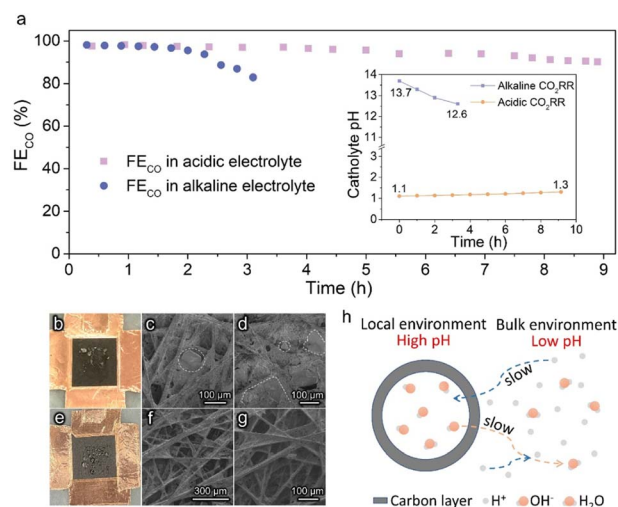 a
100
80
60
40
20
0
FE_CO (%)
FE_CO in acidic electrolyte
FE_CO in alkaline electrolyte
0 1 2 3 4 5 6 7 8 9
Time (h)
14
13
12
11
2
1
0
Catholyte pH
Alkaline CO₂RR
Acidic CO₂RR
13.7
12.6
1.1
1.3
0 2 4 6 8 10
Time (h)
b
c
100 µm
d
100 µm
e
f
300 µm
g
100 µm
h
Local environment
High pH
Bulk environment
Low pH
slow
slow
Carbon layer
H⁺
OH⁻
H₂O